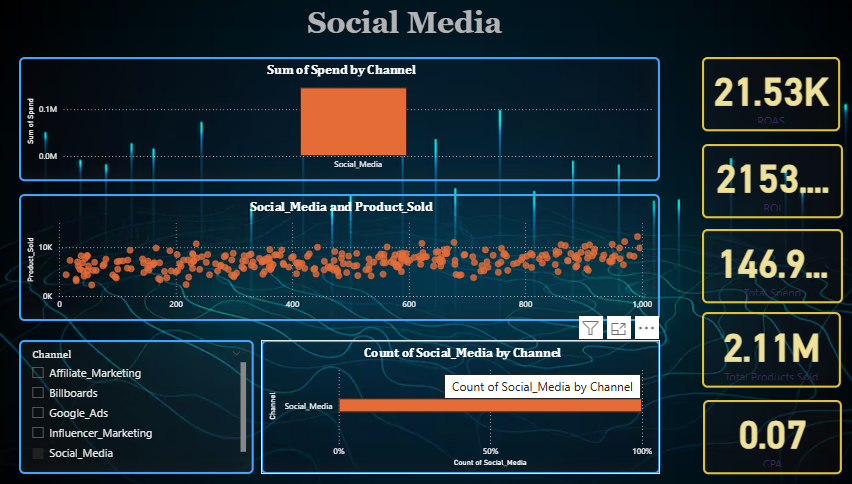 Social Media
Sum of Spend by Channel
Sum of Spend
0.1M
0.0M
Social_Media
21.53K
ROAS
2153....
ROI
Social_Media and Product_Sold
Product_Sold
10K
0K
0 200 400 600 800 1,000
146.9...
Total Spend
2.11M
Total Products Sold
0.07
CPA
Channel
Affiliate_Marketing
Billboards
Google_Ads
Influencer_Marketing
Social_Media
Count of Social_Media by Channel
Count of Social_Media by Channel
Channel
Social_Media
0% 50% 100%
Count of Social_Media